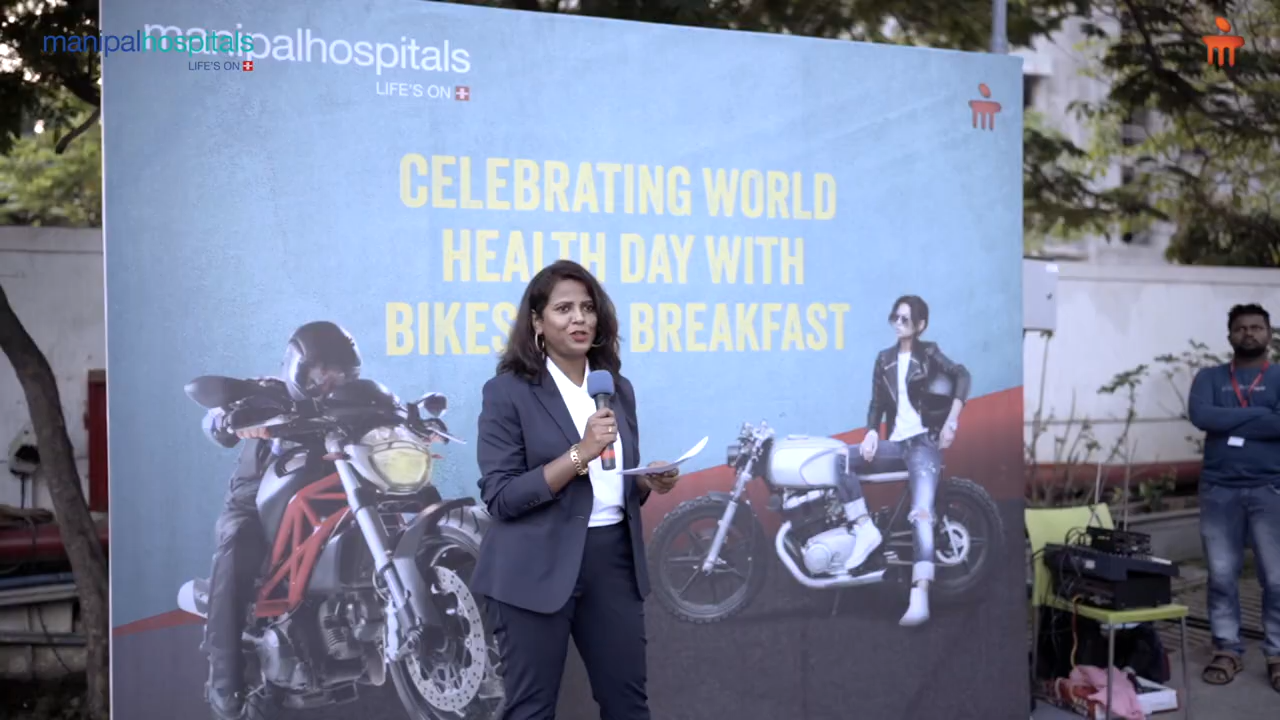 manipalhospitals
LIFE'S ON
manipalhospitals
LIFE'S ON
CELEBRATING WORLD
HEALTH DAY WITH
BIKES BREAKFAST